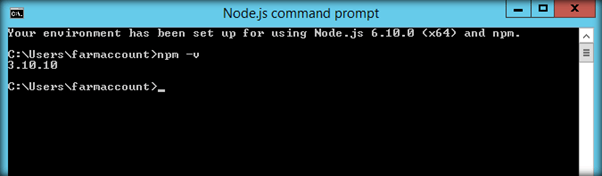 Node.js command prompt
Your environment has been set up for using Node.js 6.10.0 (x64) and npm.
C:\Users\farmaccount>npm -v
3.10.10
C:\Users\farmaccount>_